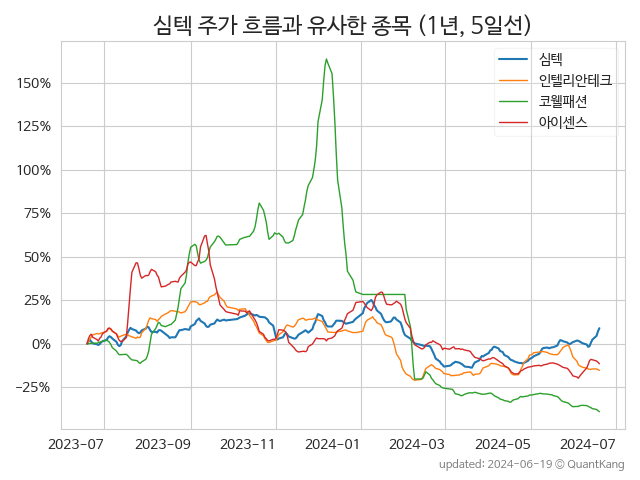 심텍 주가 흐름과 유사한 종목 (1년, 5일선)
심텍
인텔리안테크
코웰패션
아이센스
150%
125%
100%
75%
50%
25%
0%
−25%
2023-07 2023-09 2023-11 2024-01 2024-03 2024-05 2024-07
updated: 2024-06-19 © QuantKang